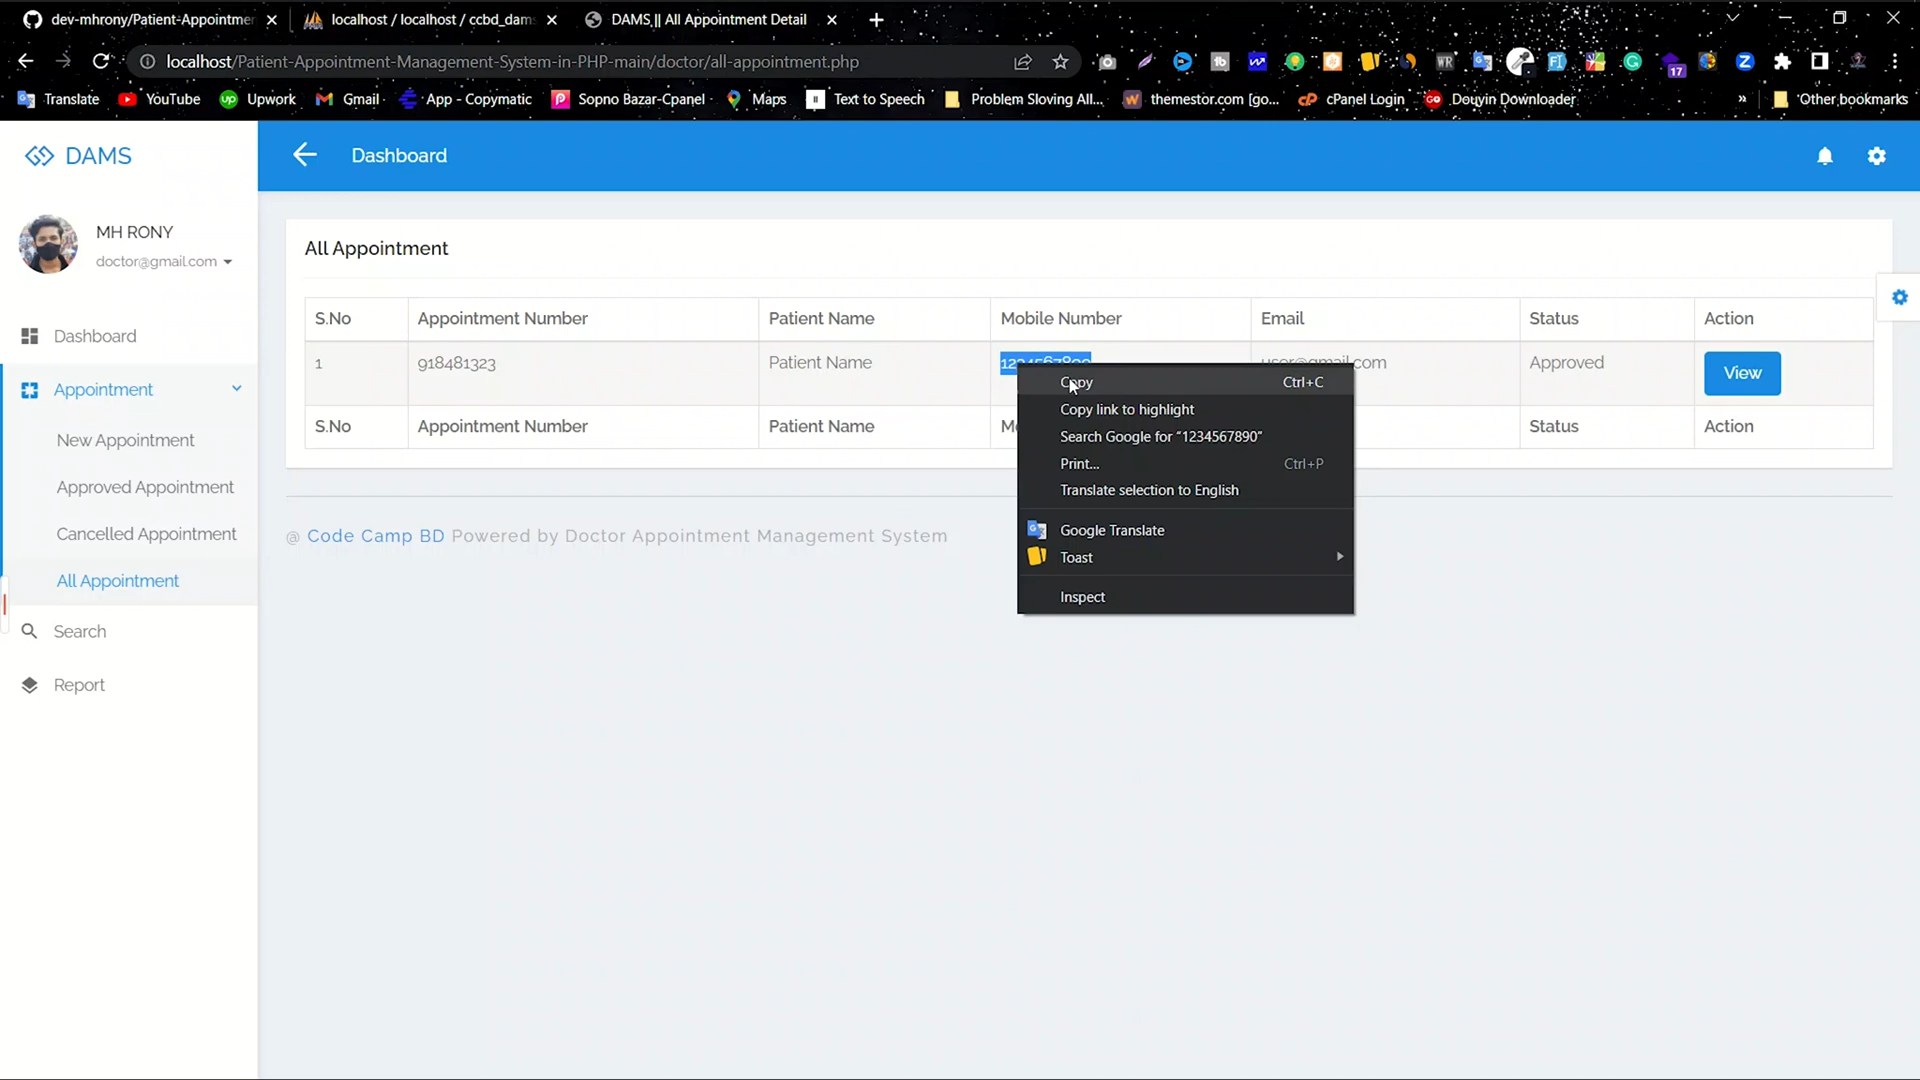 dev-mhrony/Patient-Appointmen
localhost / localhost / ccbd_dams
DAMS || All Appointment Detail
localhost/Patient-Appointment-Management-System-in-PHP-main/doctor/all-appointment.php
17
Translate YouTube Upwork Gmail App - Copymatic Sopno Bazar-Cpanel Maps Text to Speech Problem Sloving All... themestor.com [go... cPanel Login Douyin Downloader » Other bookmarks
DAMS
Dashboard
MH RONY
doctor@gmail.com
Dashboard
Appointment
New Appointment
Approved Appointment
Cancelled Appointment
All Appointment
Search
Report
All Appointment
S.No Appointment Number Patient Name Mobile Number Email Status Action
1 918481323 Patient Name 1234567890 user@gmail.com Approved View
S.No Appointment Number Patient Name Status Action
Copy Ctrl+C
Copy link to highlight
Search Google for “1234567890”
Print... Ctrl+P
Translate selection to English
Google Translate
Toast
Inspect
@ Code Camp BD Powered by Doctor Appointment Management System